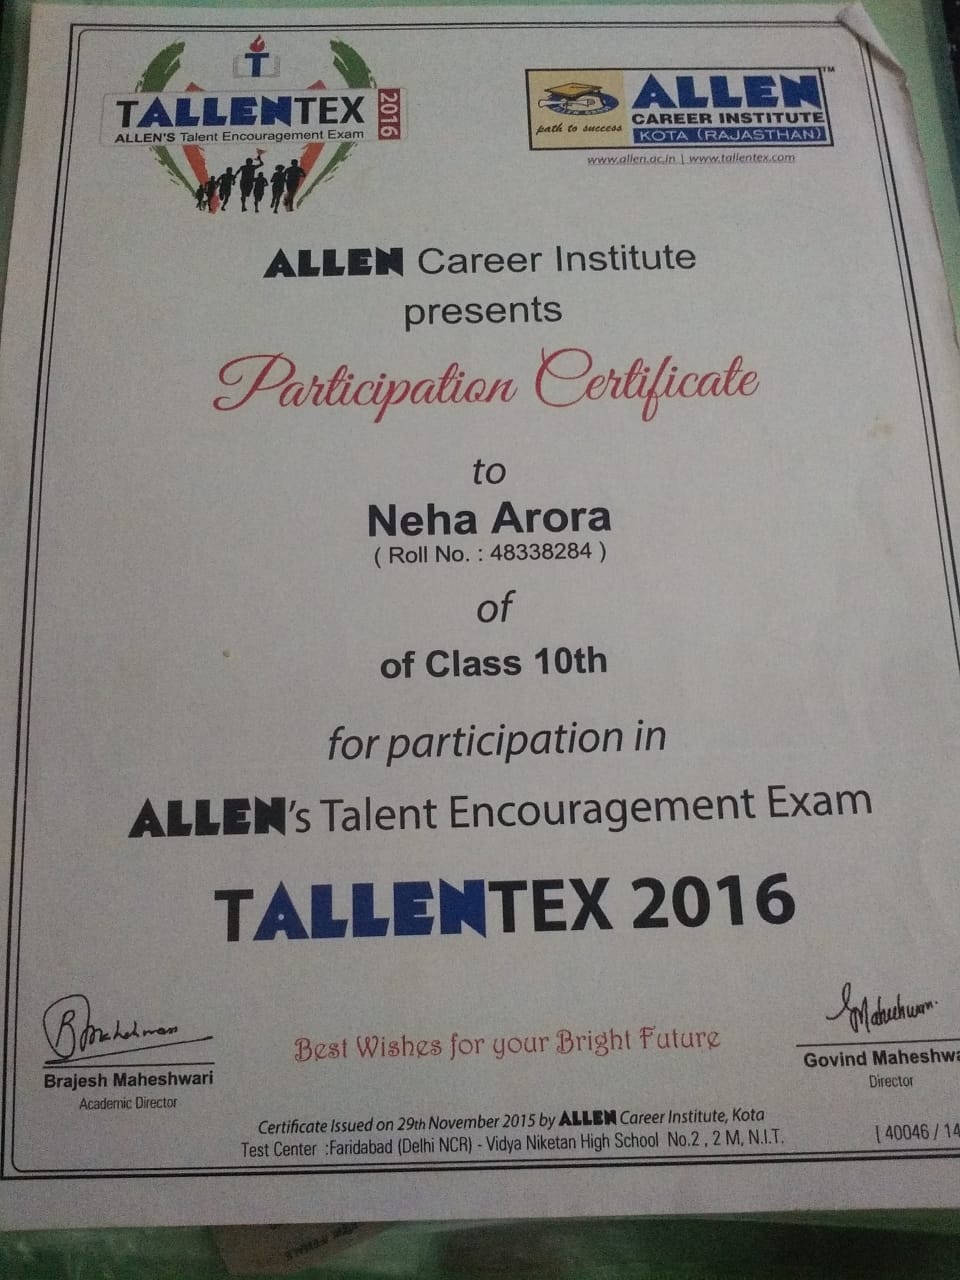 T
TALLENTEX 2016
ALLEN'S Talent Encouragement Exam
path to success
ALLEN™
CAREER INSTITUTE
KOTA (RAJASTHAN)
www.allen.ac.in | www.tallentex.com
ALLEN Career Institute
presents
Participation Certificate
to
Neha Arora
( Roll No. : 48338284 )
of
of Class 10th
for participation in
ALLEN's Talent Encouragement Exam
TALLENTEX 2016
Best Wishes for your Bright Future
Brajesh Maheshwari
Academic Director
Govind Maheshwa
Director
Certificate Issued on 29th November 2015 by ALLEN Career Institute, Kota
Test Center :Faridabad (Delhi NCR) - Vidya Niketan High School No.2 , 2 M, N.I.T.
[ 40046 / 14